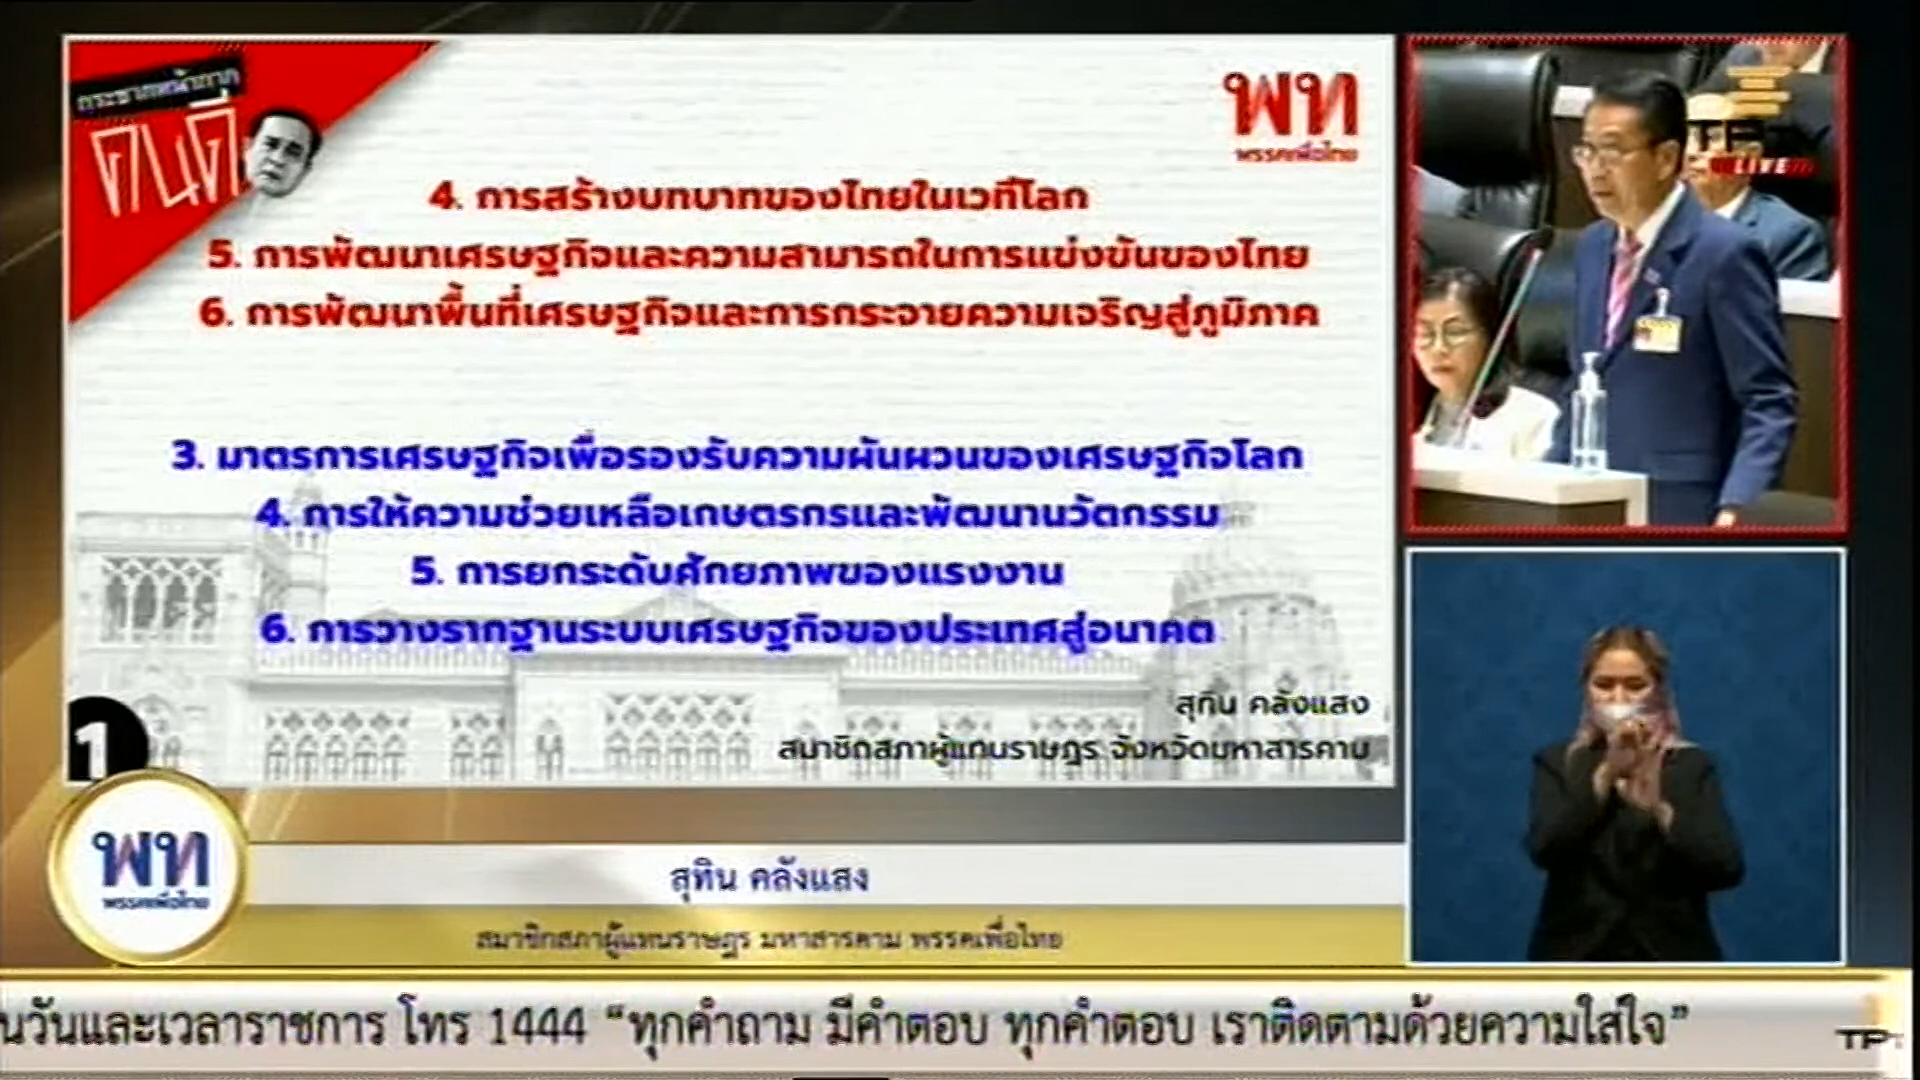 กระชากหน้ากาก
คนดี
พท
พรรคเพื่อไทย
4. การสร้างบทบาทของไทยในเวทีโลก
5. การพัฒนาเศรษฐกิจและความสามารถในการแข่งขันของไทย
6. การพัฒนาพื้นที่เศรษฐกิจและการกระจายความเจริญสู่ภูมิภาค
3. มาตรการเศรษฐกิจเพื่อรองรับความผันผวนของเศรษฐกิจโลก
4. การให้ความช่วยเหลือเกษตรกรและพัฒนานวัตกรรม
5. การยกระดับศักยภาพของแรงงาน
6. การวางรากฐานระบบเศรษฐกิจของประเทศสู่อนาคต
สุทิน คลังแสง
สมาชิกสภาผู้แทนราษฎร จังหวัดมหาสารคาม
1
LIVE
พท
พรรคเพื่อไทย
สุทิน คลังแสง
สมาชิกสภาผู้แทนราษฎร มหาสารคาม พรรคเพื่อไทย
นวันและเวลาราชการ โทร 1444 “ทุกคำถาม มีคำตอบ ทุกคำตอบ เราติดตามด้วยความใส่ใจ”